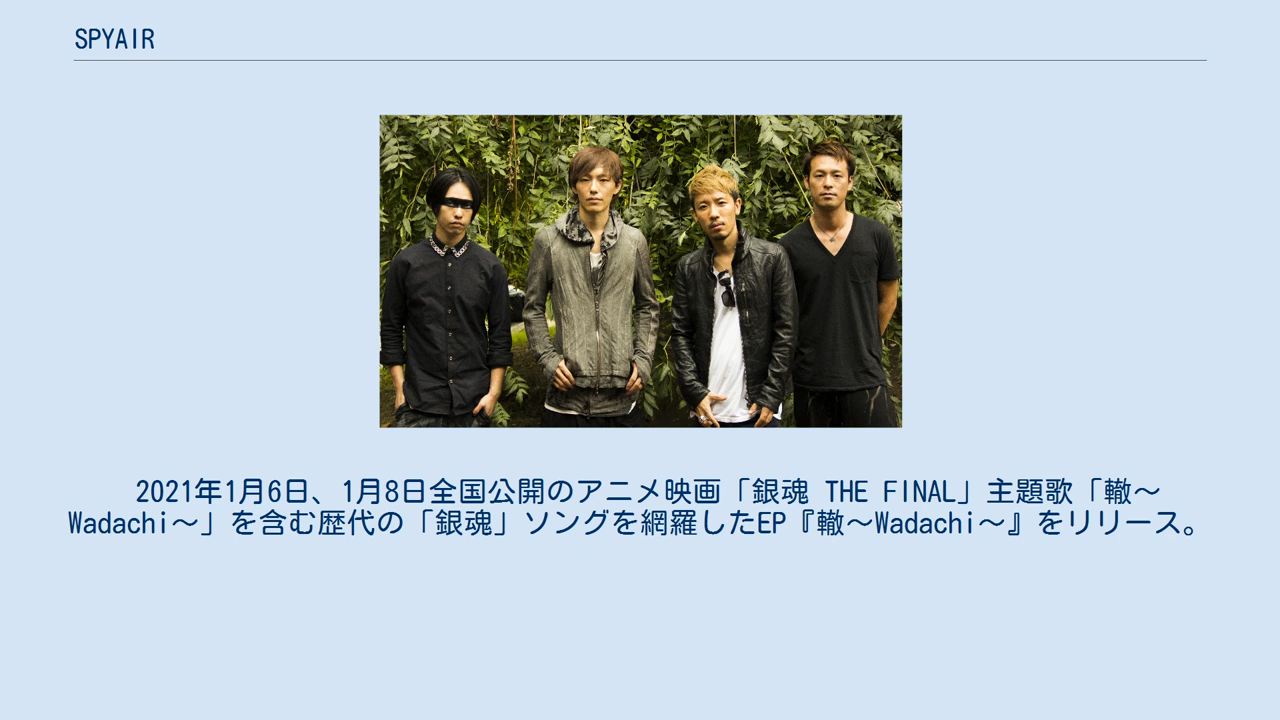 SPYAIR
2021年1月6日、1月8日全国公開のアニメ映画「銀魂 THE FINAL」主題歌「轍～
Wadachi～」を含む歴代の「銀魂」ソングを網羅したEP『轍～Wadachi～』をリリース。